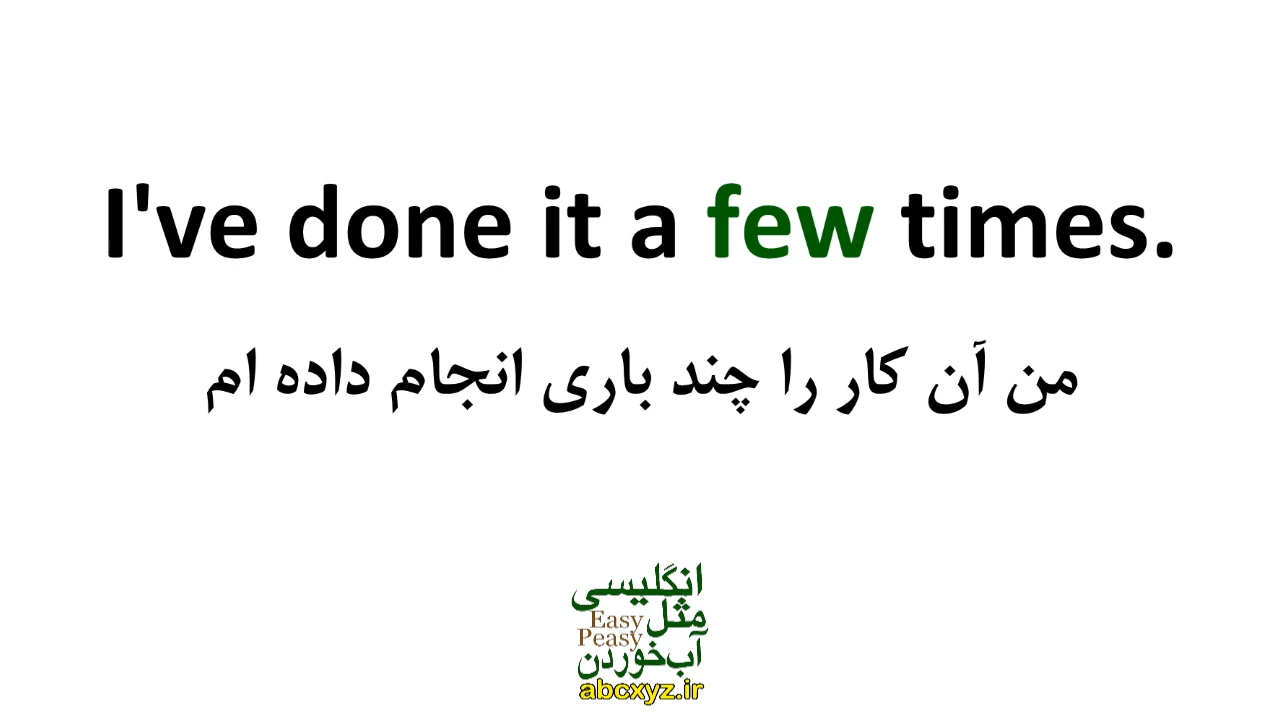 I've done it a few times.
من آن کار را چند باری انجام داده ام
انگلیسی
مثل Easy
Peasy
آب‌خوردن
abcxyz.ir